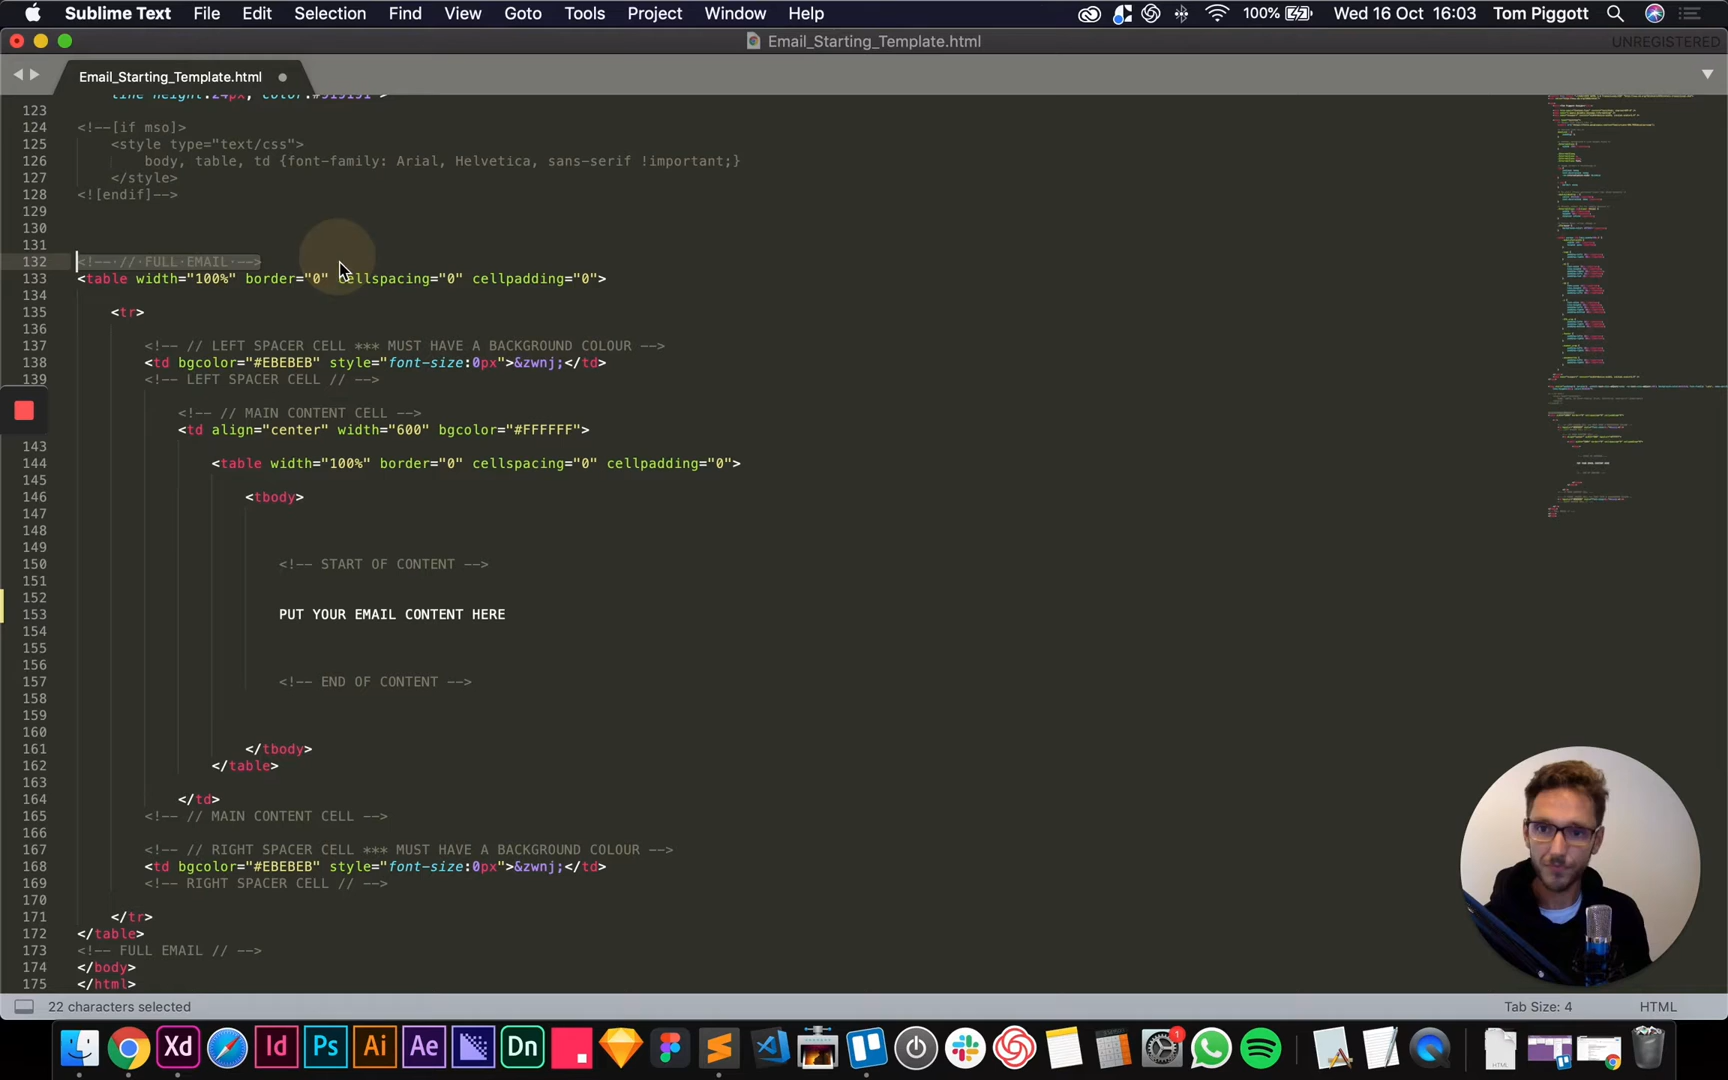 Sublime Text File Edit Selection Find View Goto Tools Project Window Help 100% Wed 16 Oct 16:03 Tom Piggott
Email_Starting_Template.html UNREGISTERED
Email_Starting_Template.html
line-height:24px; color:#919191">
123
124 <!--[if mso]>
125 <style type="text/css">
126 body, table, td {font-family: Arial, Helvetica, sans-serif !important;}
127 </style>
128 <![endif]-->
129
130
131
132 <!-- // FULL EMAIL -->
133 <table width="100%" border="0" cellspacing="0" cellpadding="0">
134
135 <tr>
136
137 <!-- // LEFT SPACER CELL *** MUST HAVE A BACKGROUND COLOUR -->
138 <td bgcolor="#EBEBEB" style="font-size:0px">&zwnj;</td>
139 <!-- LEFT SPACER CELL // -->
<!-- // MAIN CONTENT CELL -->
<td align="center" width="600" bgcolor="#FFFFFF">
143
144 <table width="100%" border="0" cellspacing="0" cellpadding="0">
145
146 <tbody>
147
148
149
150 <!-- START OF CONTENT -->
151
152
153 PUT YOUR EMAIL CONTENT HERE
154
155
156
157 <!-- END OF CONTENT -->
158
159
160
161 </tbody>
162 </table>
163
164 </td>
165 <!-- // MAIN CONTENT CELL -->
166
167 <!-- // RIGHT SPACER CELL *** MUST HAVE A BACKGROUND COLOUR -->
168 <td bgcolor="#EBEBEB" style="font-size:0px">&zwnj;</td>
169 <!-- RIGHT SPACER CELL // -->
170
171 </tr>
172 </table>
173 <!-- FULL EMAIL // -->
174 </body>
175 </html>
22 characters selected Tab Size: 4 HTML
Xd Id Ps Ai Ae Dn 1 HTML